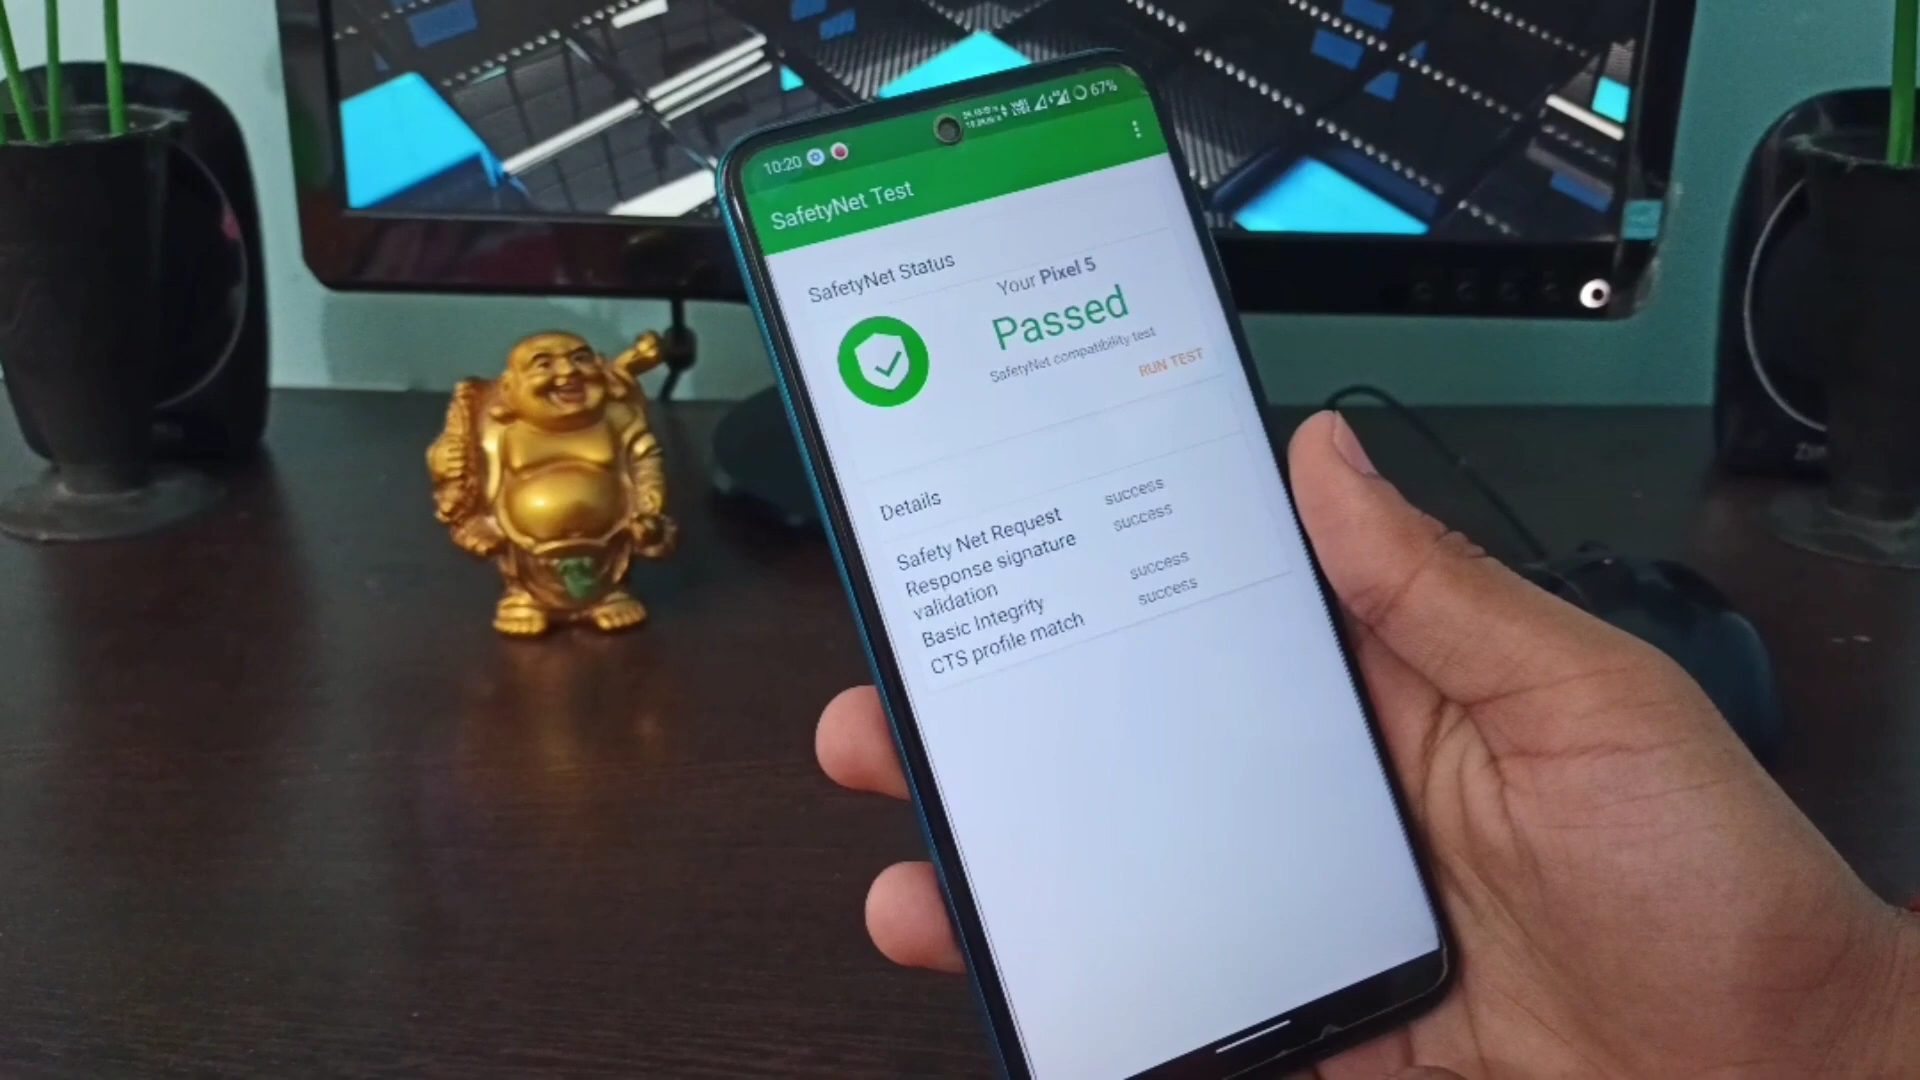 10:20
67%
SafetyNet Test
SafetyNet Status
Your Pixel 5
Passed
SafetyNet compatibility test
RUN TEST
Details
Safety Net Request success
Response signature validation success
Basic Integrity success
CTS profile match success